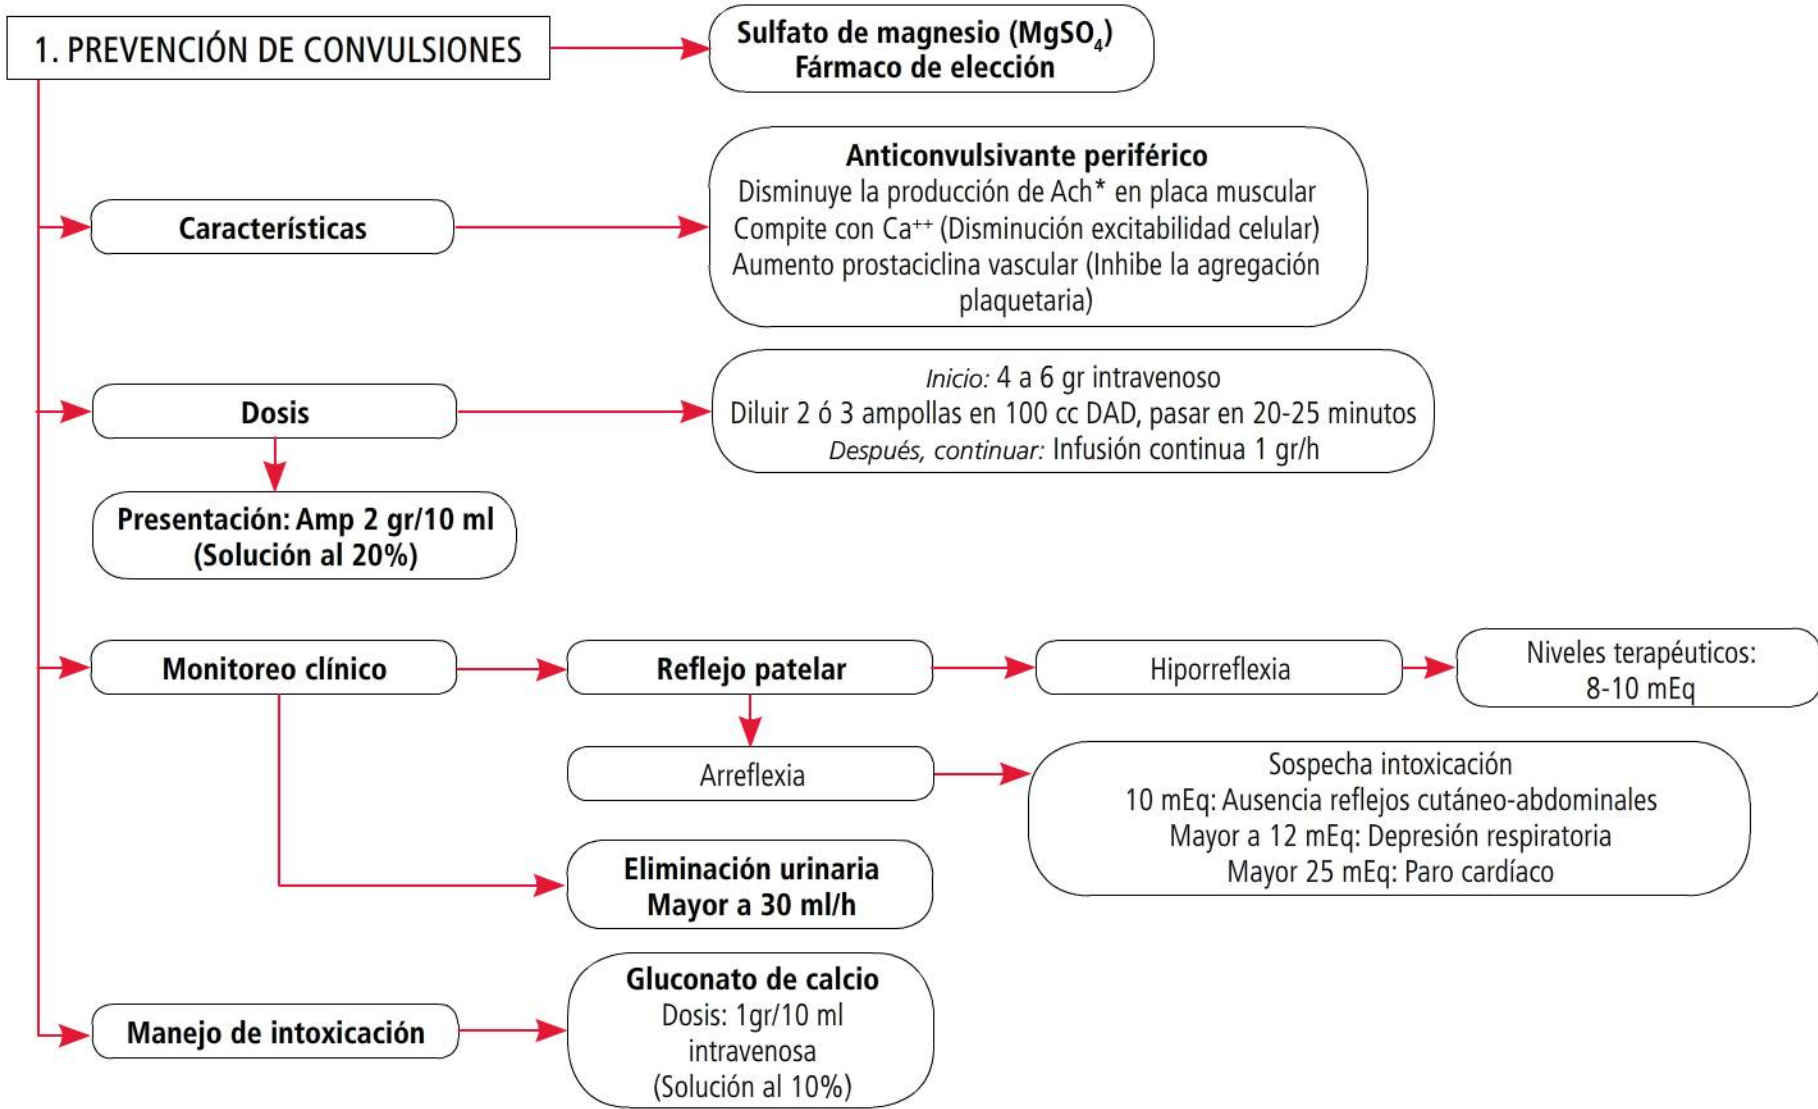 1. PREVENCIÓN DE CONVULSIONES
Sulfato de magnesio (MgSO₄)
Fármaco de elección
Características
Anticonvulsivante periférico
Disminuye la producción de Ach* en placa muscular
Compite con Ca⁺⁺ (Disminución excitabilidad celular)
Aumento prostaciclina vascular (Inhibe la agregación
plaquetaria)
Dosis
Inicio: 4 a 6 gr intravenoso
Diluir 2 ó 3 ampollas en 100 cc DAD, pasar en 20-25 minutos
Después, continuar: Infusión continua 1 gr/h
Presentación: Amp 2 gr/10 ml
(Solución al 20%)
Monitoreo clínico
Reflejo patelar
Hiporreflexia
Niveles terapéuticos:
8-10 mEq
Arreflexia
Sospecha intoxicación
10 mEq: Ausencia reflejos cutáneo-abdominales
Mayor a 12 mEq: Depresión respiratoria
Mayor 25 mEq: Paro cardíaco
Eliminación urinaria
Mayor a 30 ml/h
Manejo de intoxicación
Gluconato de calcio
Dosis: 1gr/10 ml
intravenosa
(Solución al 10%)